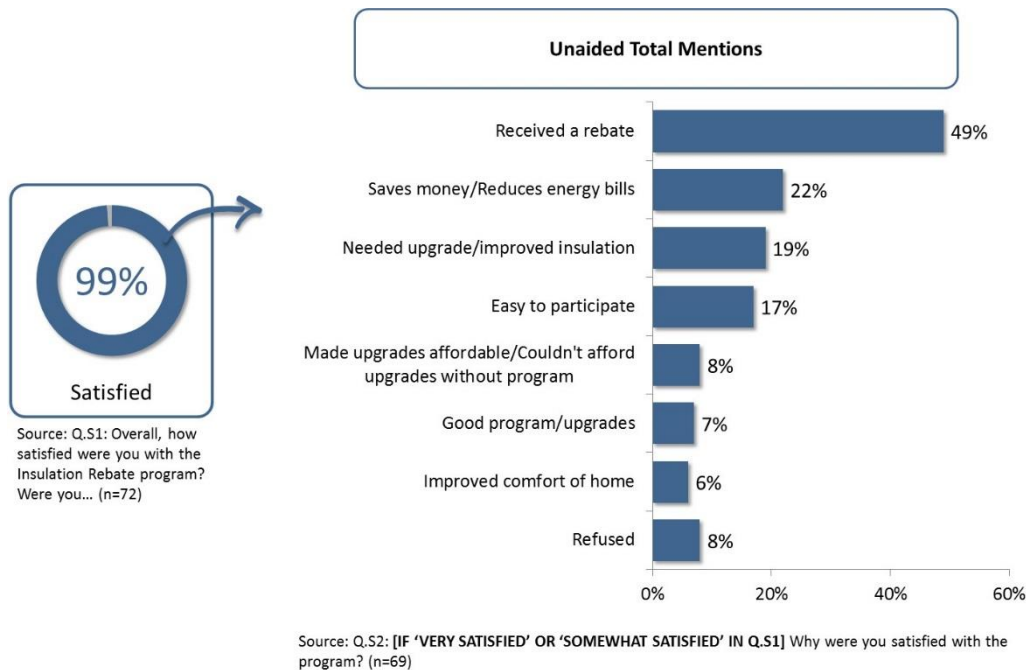 Unaided Total Mentions
99%
Satisfied
Source: Q.S1: Overall, how
satisfied were you with the
Insulation Rebate program?
Were you... (n=72)
Received a rebate
49%
Saves money/Reduces energy bills
22%
Needed upgrade/improved insulation
19%
Easy to participate
17%
Made upgrades affordable/Couldn't afford
upgrades without program
8%
Good program/upgrades
7%
Improved comfort of home
6%
Refused
8%
0% 20% 40% 60%
Source: Q.S2: [IF ‘VERY SATISFIED’ OR ‘SOMEWHAT SATISFIED’ IN Q.S1] Why were you satisfied with the
program? (n=69)